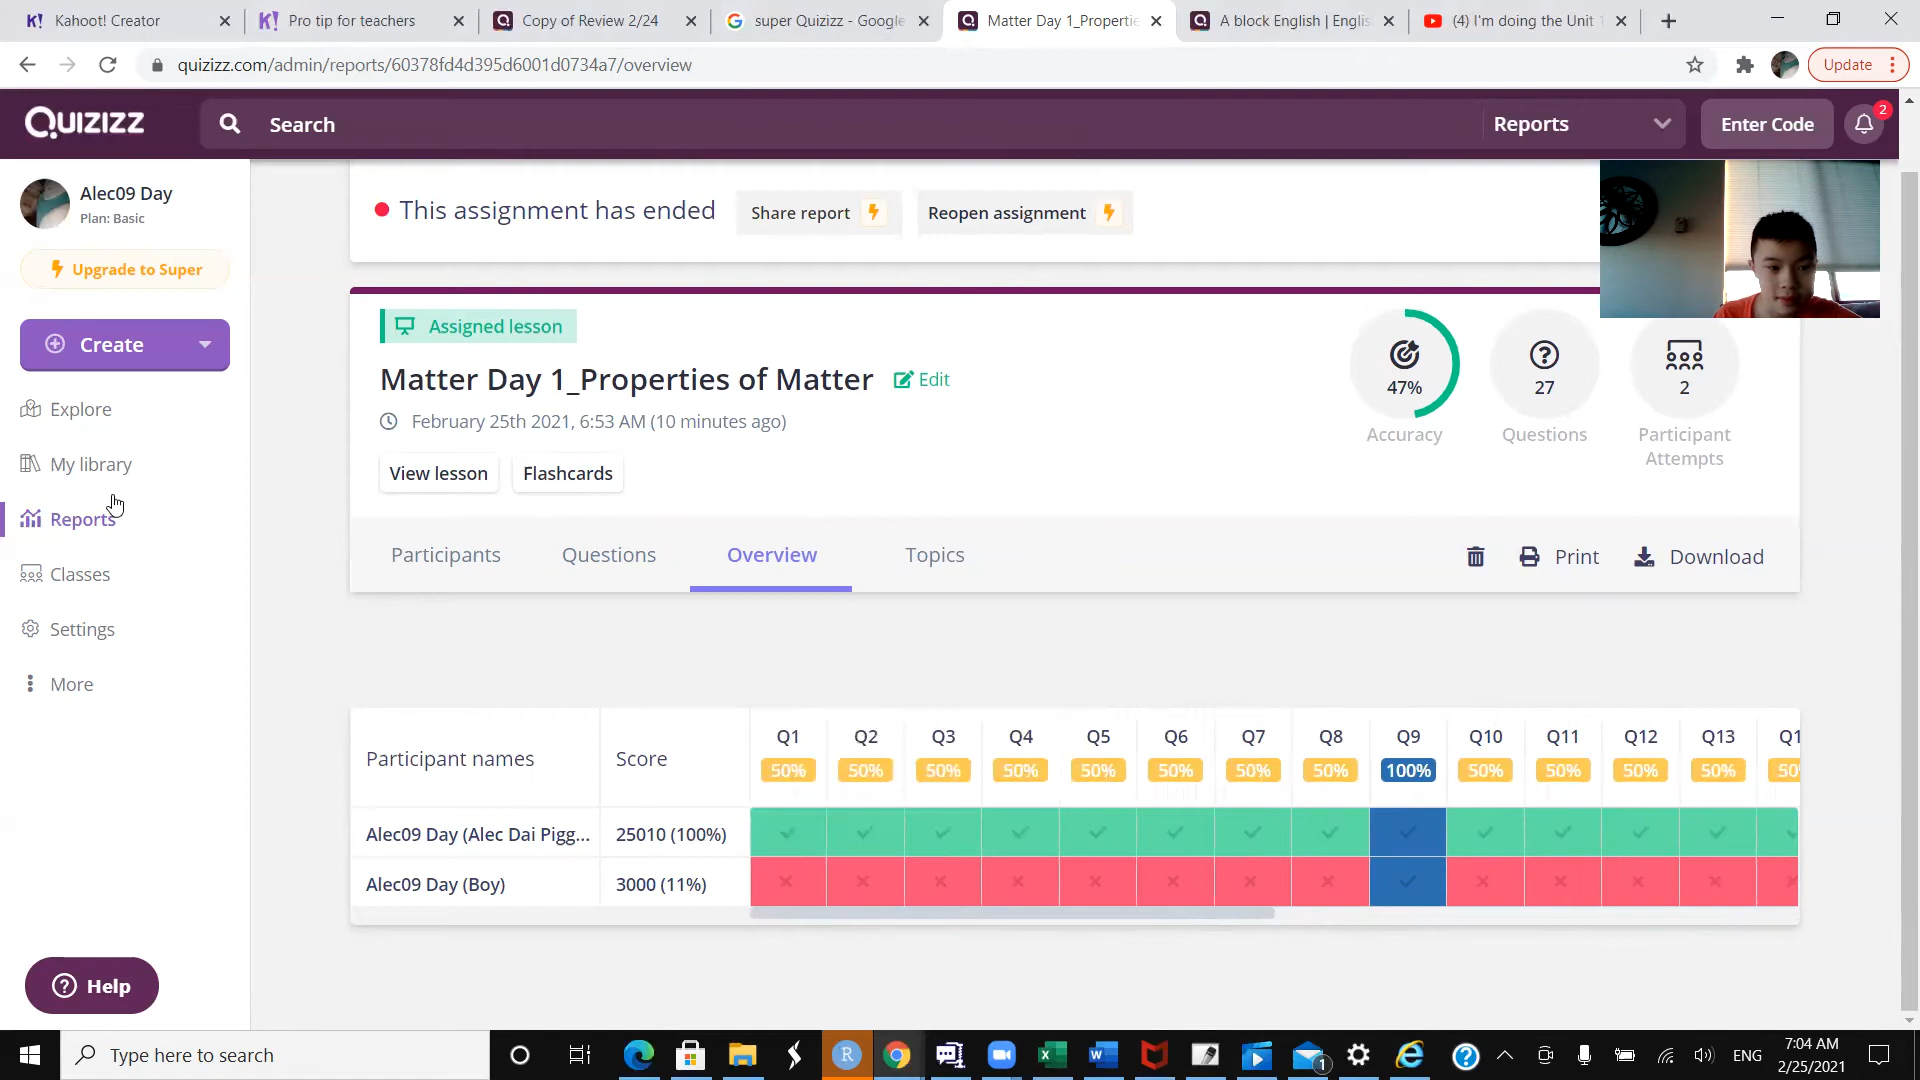 Kahoot! Creator
Pro tip for teachers
Copy of Review 2/24
super Quizizz - Google
Matter Day 1_Propertie
A block English | Englis
(4) I'm doing the Unit 1
quizizz.com/admin/reports/60378fd4d395d6001d0734a7/overview
Update
Quizizz
Search
Reports
Enter Code
2
Alec09 Day
Plan: Basic
Upgrade to Super
Create
Explore
My library
Reports
Classes
Settings
More
Help
This assignment has ended
Share report
Reopen assignment
Assigned lesson
Matter Day 1_Properties of Matter
Edit
February 25th 2021, 6:53 AM (10 minutes ago)
View lesson
Flashcards
47%
Accuracy
27
Questions
2
Participant
Attempts
Participants
Questions
Overview
Topics
Print
Download
Participant names
Score
Q1 Q2 Q3 Q4 Q5 Q6 Q7 Q8 Q9 Q10 Q11 Q12 Q13 Q1
50% 50% 50% 50% 50% 50% 50% 50% 100% 50% 50% 50% 50% 50
Alec09 Day (Alec Dai Pigg... 25010 (100%)
Alec09 Day (Boy) 3000 (11%)
Type here to search
1
ENG
7:04 AM
2/25/2021